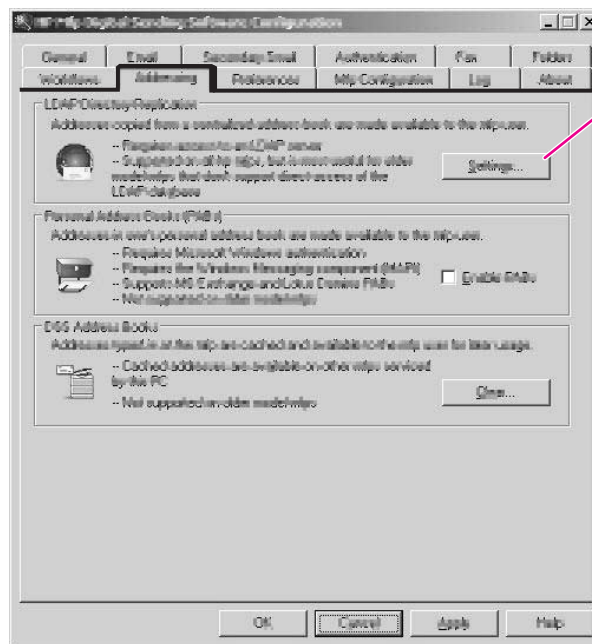 HP Mfp Digital Sending Software Configuration
General Email Secondary Email Authentication Fax Folders
Workflows Addressing Preferences Mfp Configuration Log About
LDAP Directory Replication
Addresses copied from a centralized address book are made available to the mfp user.
-- Requires access to an LDAP server
-- Supported on all hp mfps, but is most useful for older
model mfps that don't support direct access of the
LDAP database
Settings...
Personal Address Books (PABs)
Addresses in one's personal address book are made available to the mfp user.
-- Requires Microsoft Windows authentication
-- Requires the Windows Messaging component (MAPI)
-- Supports MS Exchange and Lotus Domino PABs
-- Not supported on older model mfps
Enable PABs
DSS Address Books
Addresses typed in at the mfp are cached and available to the mfp user for later usage.
-- Cached addresses are available on other mfps serviced
by this PC
-- Not supported on older model mfps
Clear...
OK Cancel Apply Help